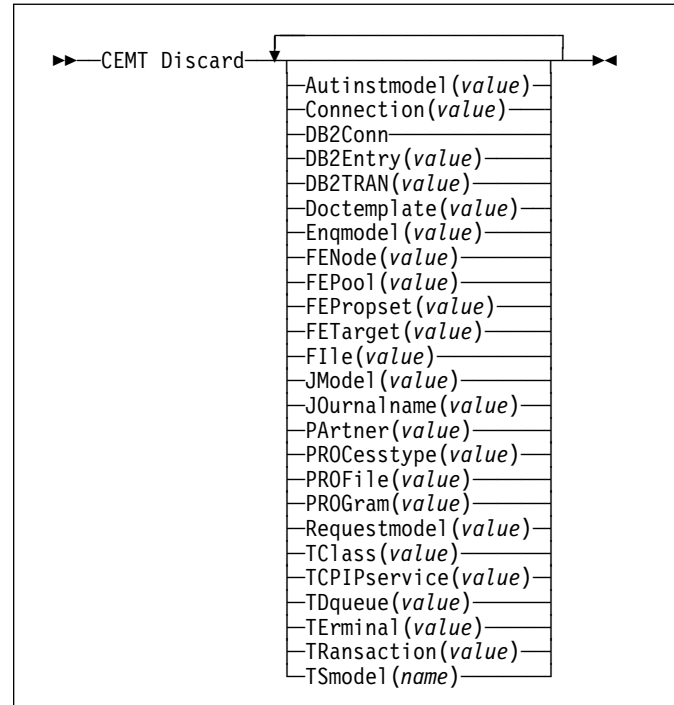 CEMT Discard
Autinstmodel(value)
Connection(value)
DB2Conn
DB2Entry(value)
DB2TRAN(value)
Doctemplate(value)
Enqmodel(value)
FENode(value)
FEPool(value)
FEPropset(value)
FETarget(value)
FIle(value)
JModel(value)
JOurnalname(value)
PArtner(value)
PROCesstype(value)
PROFile(value)
PROGram(value)
Requestmodel(value)
TClass(value)
TCPIPservice(value)
TDqueue(value)
TErminal(value)
TRansaction(value)
TSmodel(name)